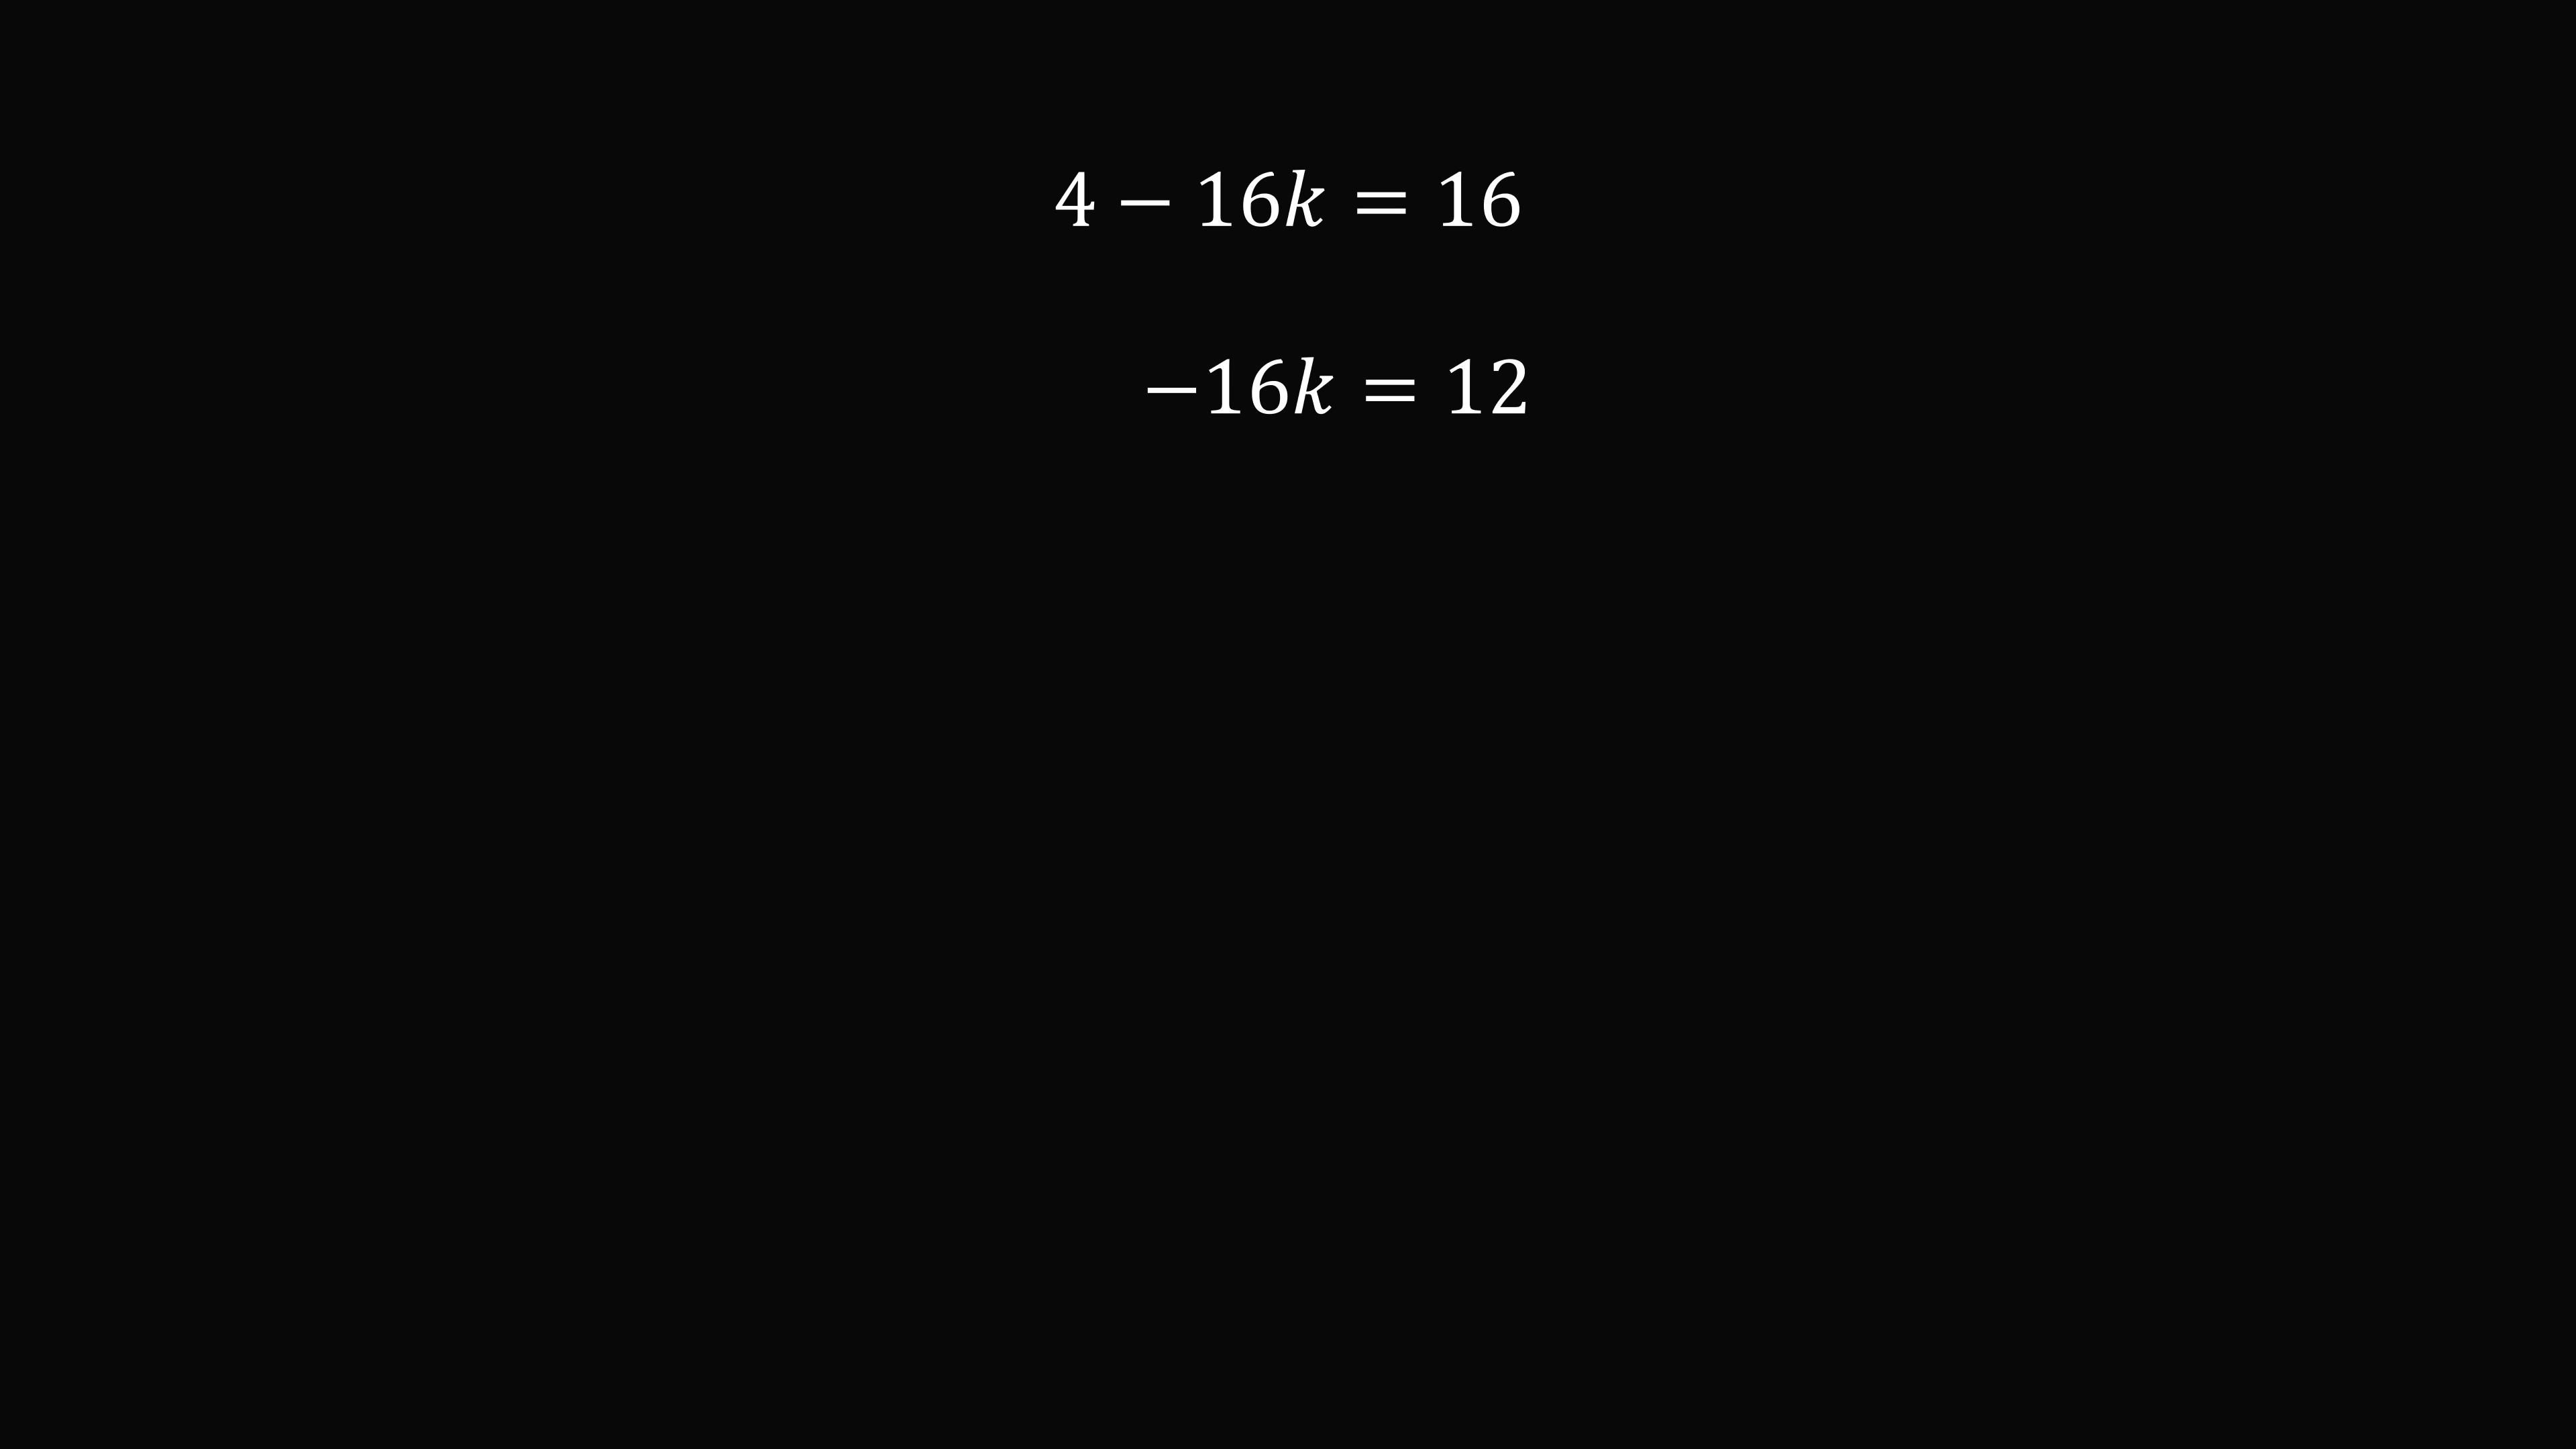 4 − 16k = 16
−16k = 12